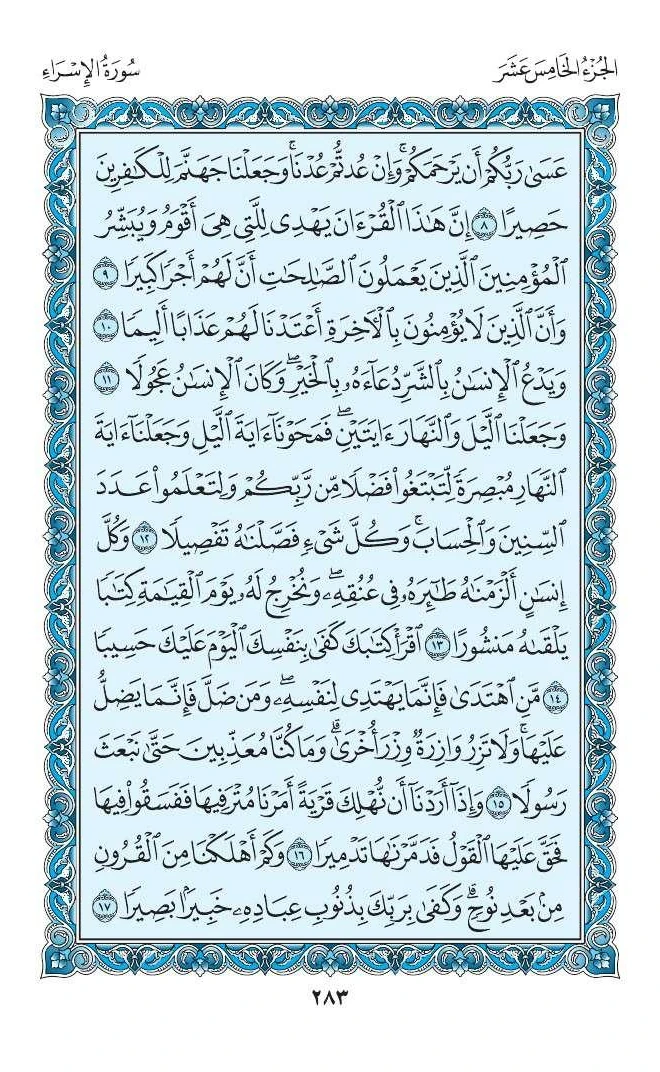 الجُزْءُ الخَامِسَ عَشَرَ
سُورَةُ الإِسْرَاءِ
عَسَىٰ رَبُّكُمْ أَن يَرْحَمَكُمْ ۚ وَإِنْ عُدتُّمْ عُدْنَا ۘ وَجَعَلْنَا جَهَنَّمَ لِلْكَٰفِرِينَ
حَصِيرًا ٨ إِنَّ هَٰذَا ٱلْقُرْءَانَ يَهْدِى لِلَّتِى هِىَ أَقْوَمُ وَيُبَشِّرُ
ٱلْمُؤْمِنِينَ ٱلَّذِينَ يَعْمَلُونَ ٱلصَّٰلِحَٰتِ أَنَّ لَهُمْ أَجْرًا كَبِيرًا ٩
وَأَنَّ ٱلَّذِينَ لَا يُؤْمِنُونَ بِٱلْءَاخِرَةِ أَعْتَدْنَا لَهُمْ عَذَابًا أَلِيمًا ١٠
وَيَدْعُ ٱلْإِنسَٰنُ بِٱلشَّرِّ دُعَآءَهُۥ بِٱلْخَيْرِ ۖ وَكَانَ ٱلْإِنسَٰنُ عَجُولًا ١١
وَجَعَلْنَا ٱلَّيْلَ وَٱلنَّهَارَ ءَايَتَيْنِ ۖ فَمَحَوْنَآ ءَايَةَ ٱلَّيْلِ وَجَعَلْنَآ ءَايَةَ
ٱلنَّهَارِ مُبْصِرَةً لِّتَبْتَغُوا۟ فَضْلًا مِّن رَّبِّكُمْ وَلِتَعْلَمُوا۟ عَدَدَ
ٱلسِّنِينَ وَٱلْحِسَابَ ۚ وَكُلَّ شَىْءٍ فَصَّلْنَٰهُ تَفْصِيلًا ١٢ وَكُلَّ
إِنسَٰنٍ أَلْزَمْنَٰهُ طَٰٓئِرَهُۥ فِى عُنُقِهِۦ ۖ وَنُخْرِجُ لَهُۥ يَوْمَ ٱلْقِيَٰمَةِ كِتَٰبًا
يَلْقَىٰهُ مَنشُورًا ١٣ ٱقْرَأْ كِتَٰبَكَ كَفَىٰ بِنَفْسِكَ ٱلْيَوْمَ عَلَيْكَ حَسِيبًا
١٤ مَّنِ ٱهْتَدَىٰ فَإِنَّمَا يَهْتَدِى لِنَفْسِهِۦ ۖ وَمَن ضَلَّ فَإِنَّمَا يَضِلُّ
عَلَيْهَا ۚ وَلَا تَزِرُ وَازِرَةٌ وِزْرَ أُخْرَىٰ ۗ وَمَا كُنَّا مُعَذِّبِينَ حَتَّىٰ نَبْعَثَ
رَسُولًا ١٥ وَإِذَآ أَرَدْنَآ أَن نُّهْلِكَ قَرْيَةً أَمَرْنَا مُتْرَفِيهَا فَفَسَقُوا۟ فِيهَا
فَحَقَّ عَلَيْهَا ٱلْقَوْلُ فَدَمَّرْنَٰهَا تَدْمِيرًا ١٦ وَكَمْ أَهْلَكْنَا مِنَ ٱلْقُرُونِ
مِنۢ بَعْدِ نُوحٍ ۗ وَكَفَىٰ بِرَبِّكَ بِذُنُوبِ عِبَادِهِۦ خَبِيرًۢا بَصِيرًا ١٧
٢٨٣